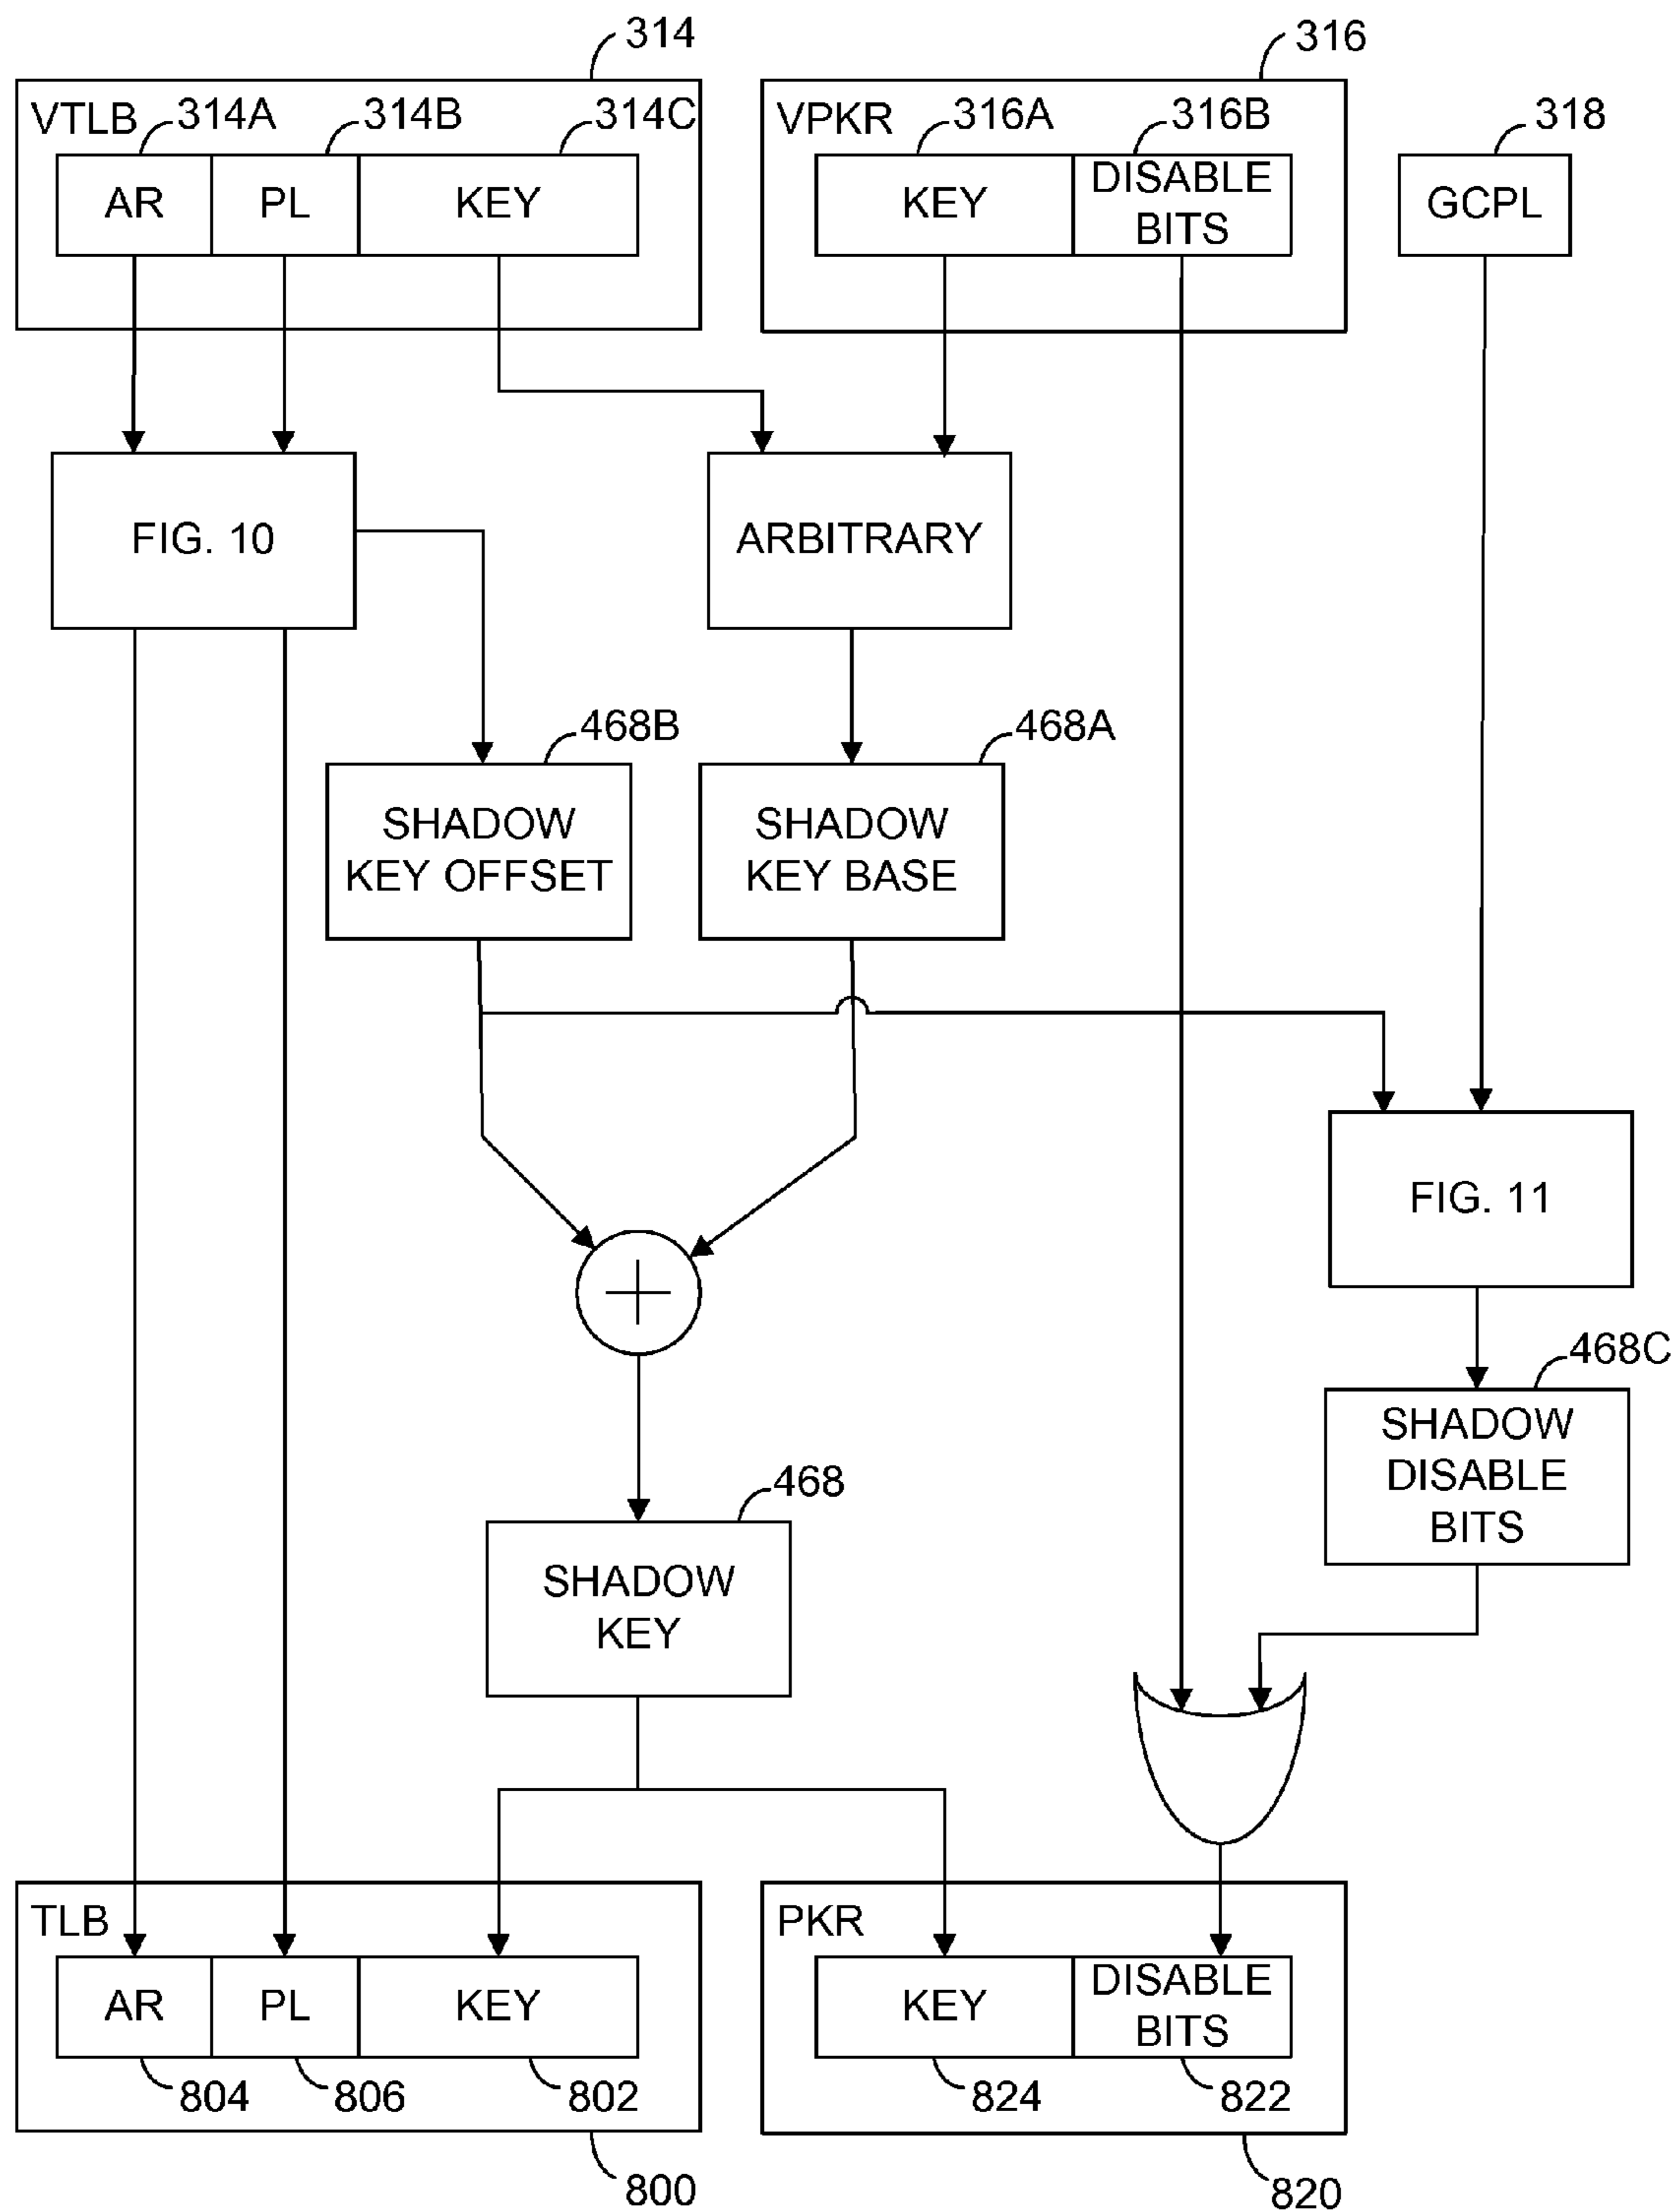 314
316
VTLB
314A
314B
314C
VPKR
316A
316B
318
AR
PL
KEY
KEY
DISABLE
BITS
GCPL
FIG. 10
ARBITRARY
468B
468A
SHADOW
KEY OFFSET
SHADOW
KEY BASE
FIG. 11
468C
SHADOW
DISABLE
BITS
468
SHADOW
KEY
TLB
PKR
AR
PL
KEY
KEY
DISABLE
BITS
804
806
802
824
822
800
820